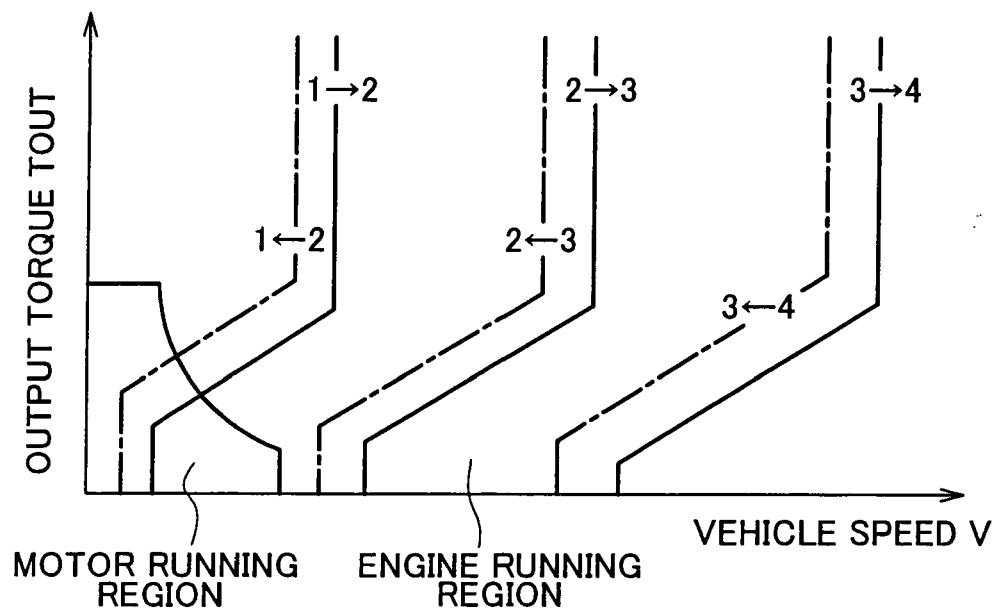 OUTPUT TORQUE TOUT
1→2
2→3
3→4
1←2
2←3
3←4
VEHICLE SPEED V
MOTOR RUNNING
REGION
ENGINE RUNNING
REGION